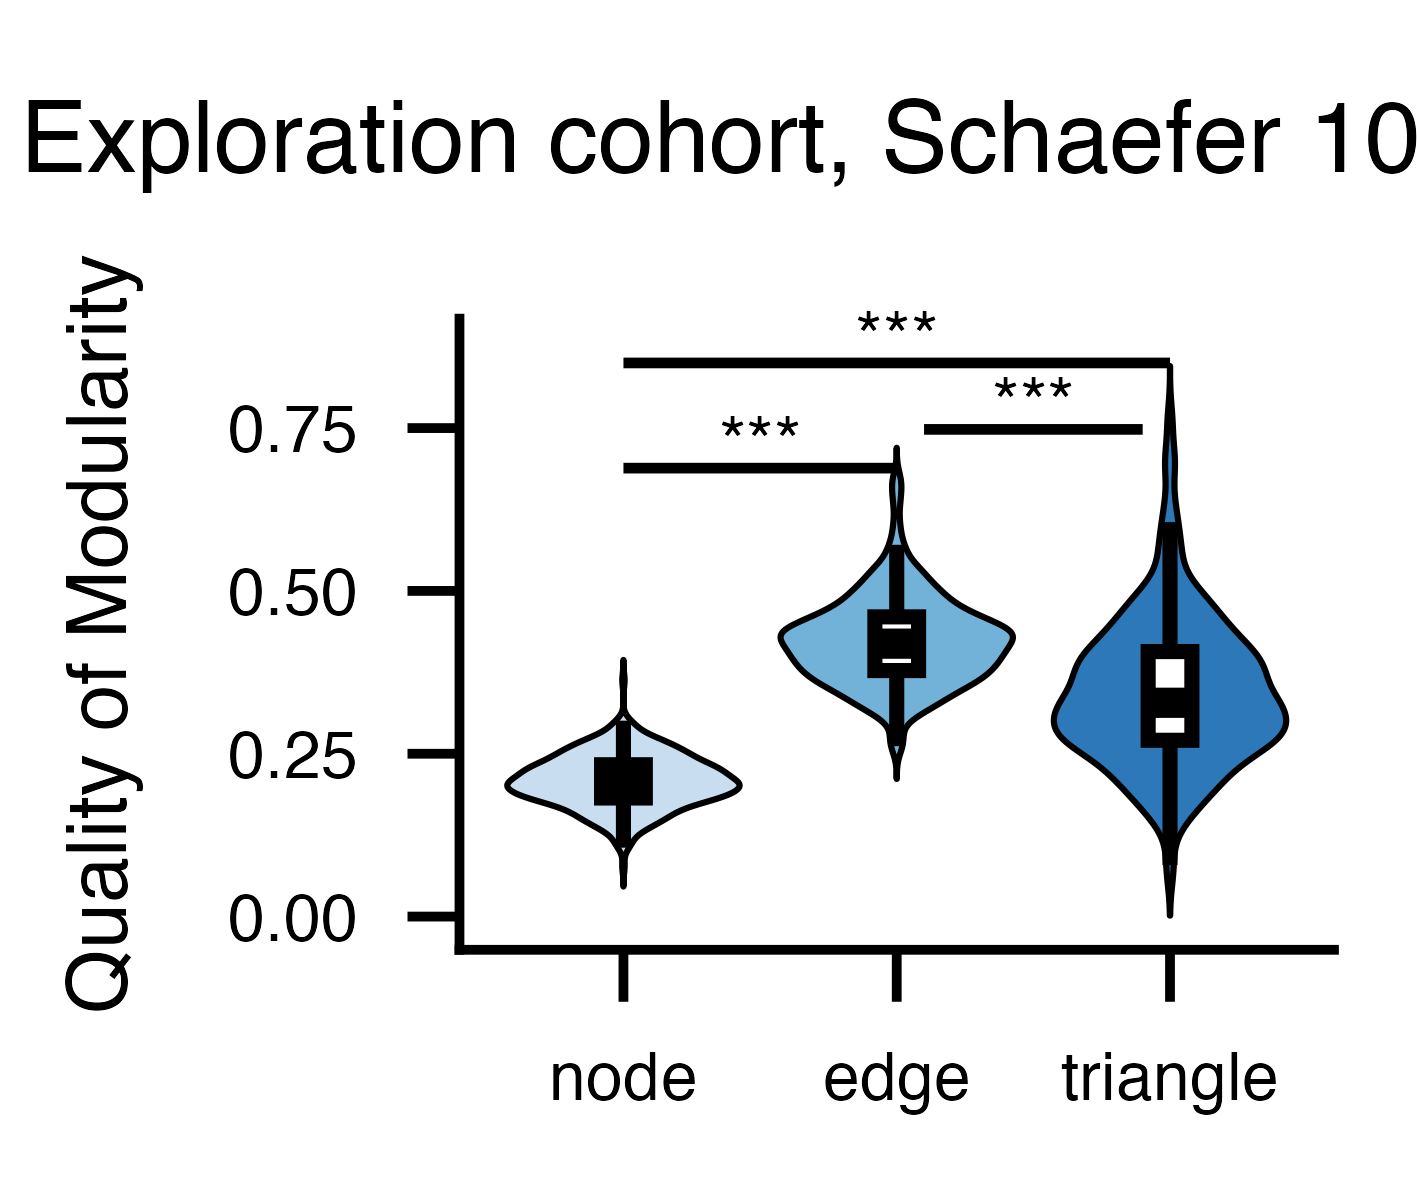 Exploration cohort, Schaefer 10
Quality of Modularity
***
***
***
0.75
0.50
0.25
0.00
node edge triangle